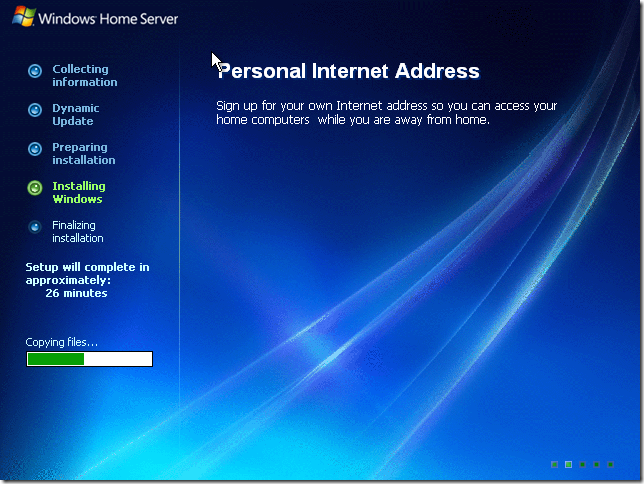 Windows Home Server
Collecting
information
Dynamic
Update
Preparing
installation
Installing
Windows
Finalizing
installation
Setup will complete in
approximately:
26 minutes
Copying files...
Personal Internet Address
Sign up for your own Internet address so you can access your
home computers  while you are away from home.